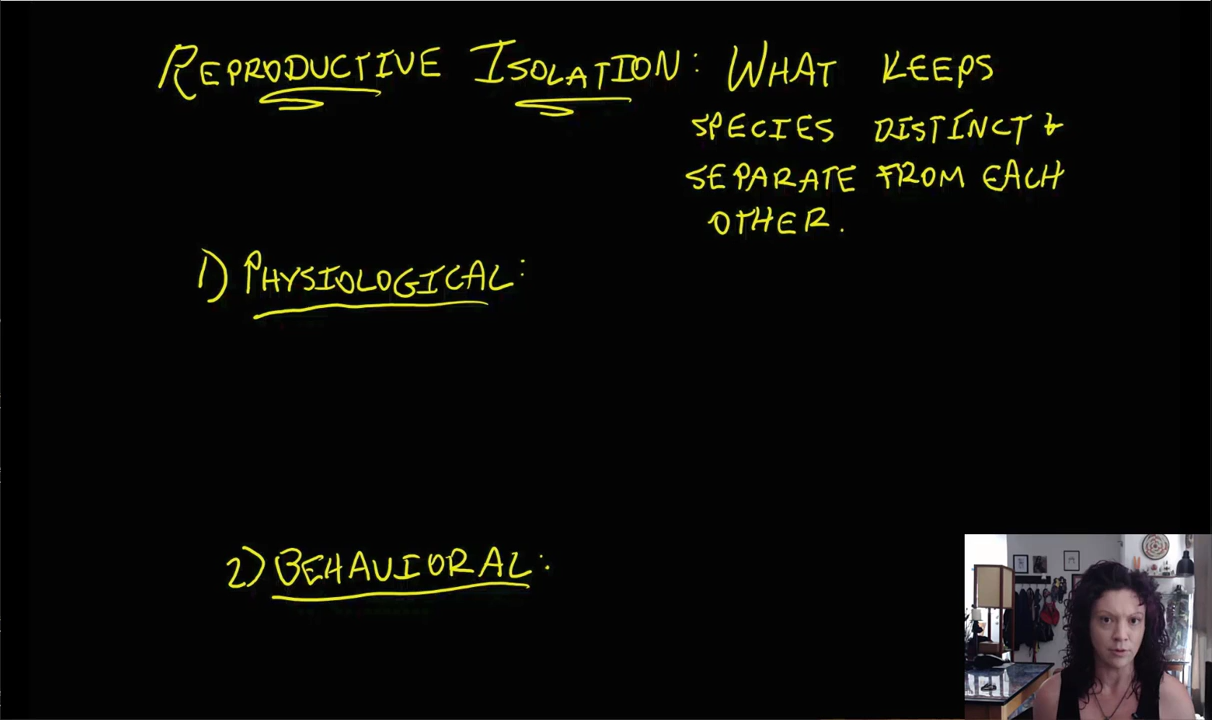 REPRODUCTIVE ISOLATION: WHAT KEEPS
SPECIES DISTINCT &
SEPARATE FROM EACH
OTHER.
1) PHYSIOLOGICAL:
2) BEHAVIORAL: